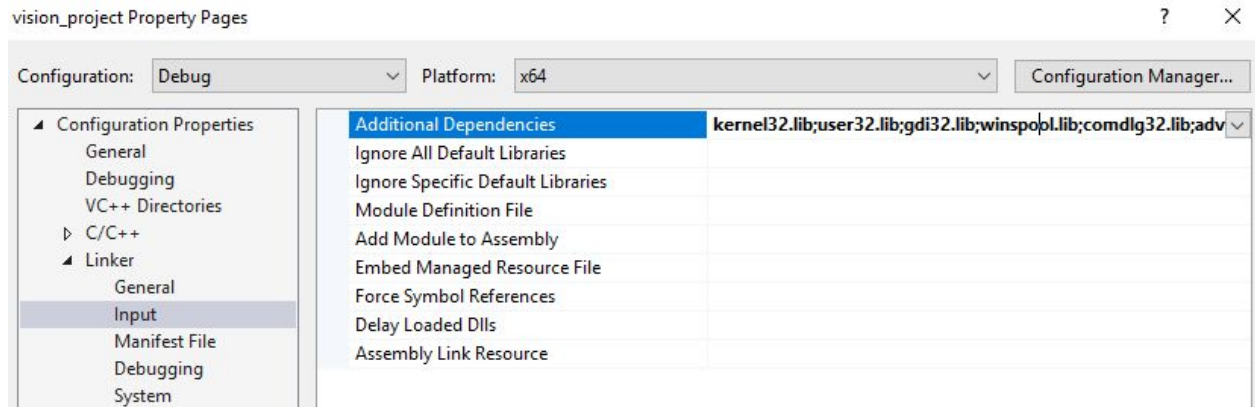 vision_project Property Pages ?
Configuration: Debug Platform: x64 Configuration Manager...
Configuration Properties
General
Debugging
VC++ Directories
C/C++
Linker
General
Input
Manifest File
Debugging
System
Additional Dependencies kernel32.lib;user32.lib;gdi32.lib;winspool.lib;comdlg32.lib;adv
Ignore All Default Libraries
Ignore Specific Default Libraries
Module Definition File
Add Module to Assembly
Embed Managed Resource File
Force Symbol References
Delay Loaded Dlls
Assembly Link Resource